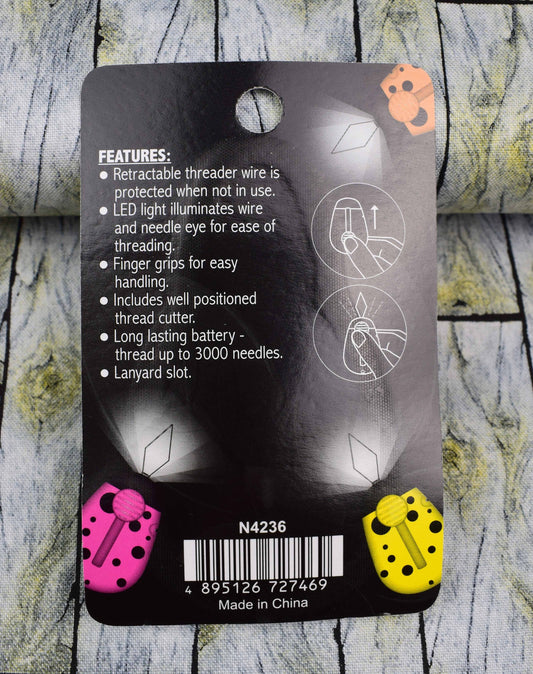 FEATURES:
• Retractable threader wire is
protected when not in use.
• LED light illuminates wire
and needle eye for ease of
threading.
• Finger grips for easy
handling.
• Includes well positioned
thread cutter.
• Long lasting battery -
thread up to 3000 needles.
• Lanyard slot.
N4236
4 895126 727469
Made in China